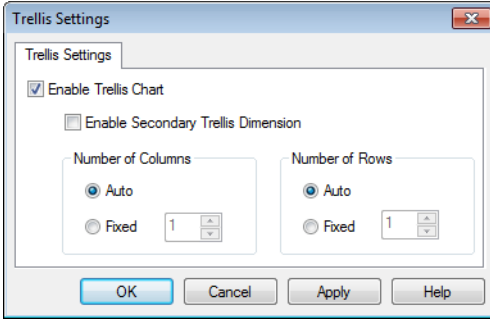 Trellis Settings
Trellis Settings
Enable Trellis Chart
Enable Secondary Trellis Dimension
Number of Columns
Number of Rows
Auto
Auto
Fixed 1
Fixed 1
OK Cancel Apply Help